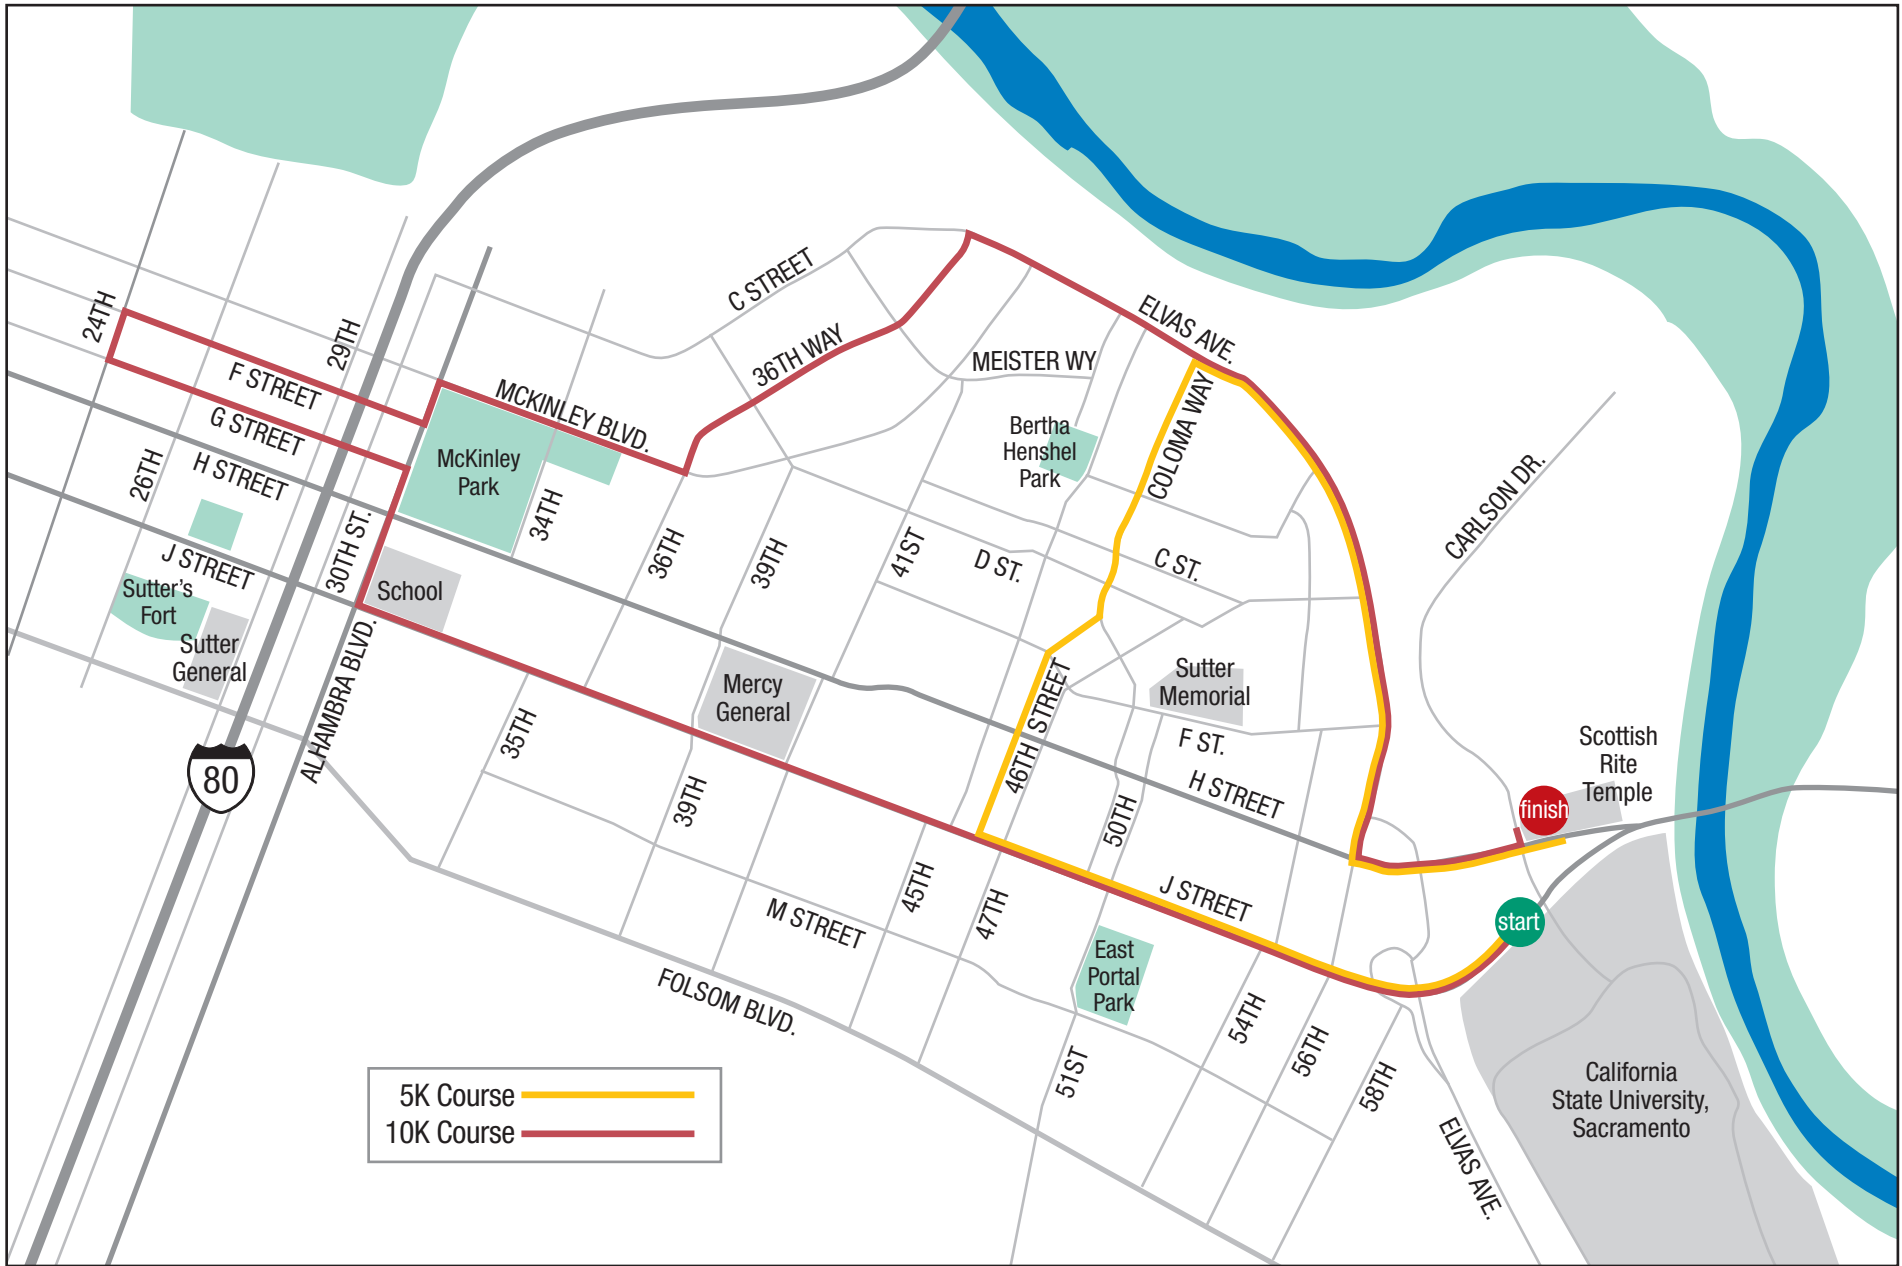 C STREET
24TH
29TH
ELVAS AVE.
36TH WAY
MEISTER WY
F STREET
MCKINLEY BLVD.
COLOMA WAY
G STREET
Bertha
Henshel
Park
McKinley
Park
26TH
H STREET
34TH
CARLSON DR.
30TH ST.
36TH
39TH
41ST
D ST.
C ST.
J STREET
School
Sutter's
Fort
Sutter
General
ALHAMBRA BLVD.
Mercy
General
Sutter
Memorial
46TH STREET
F ST.
35TH
H STREET
Scottish
Rite
Temple
80
39TH
50TH
finish
45TH
47TH
J STREET
start
M STREET
East
Portal
Park
FOLSOM BLVD.
54TH
56TH
51ST
58TH
California
State University,
Sacramento
ELVAS AVE.
5K Course
10K Course